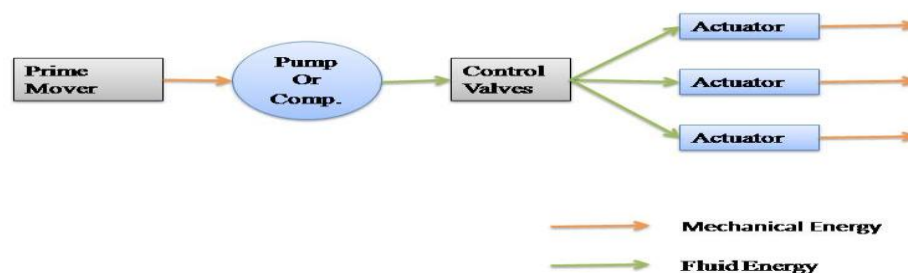 Prime
Mover
Pump
Or
Comp.
Control
Valves
Actuator
Actuator
Actuator
Mechanical Energy
Fluid Energy